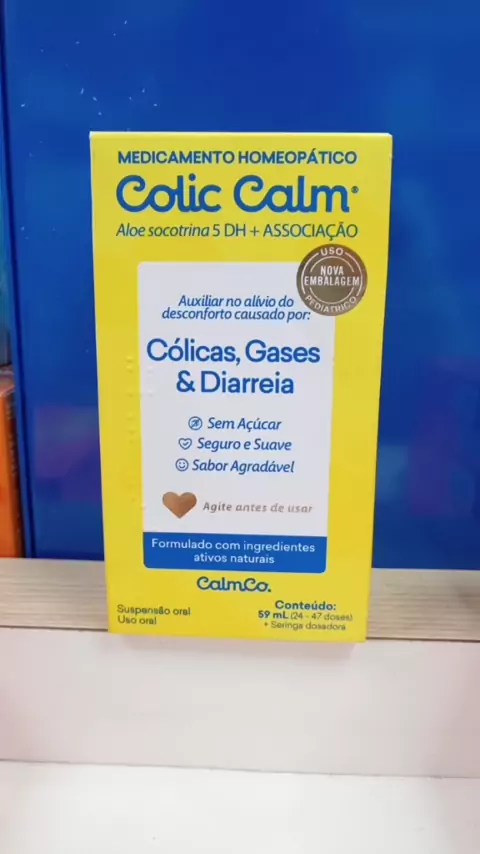 MEDICAMENTO HOMEOPÁTICO
Colic Calm®
Aloe socotrina 5 DH + ASSOCIAÇÃO
USO
NOVA
EMBALAGEM
PEDIÁTRICO
Auxiliar no alívio do
desconforto causado por:
Cólicas, Gases
& Diarreia
Sem Açúcar
Seguro e Suave
Sabor Agradável
Agite antes de usar
Formulado com ingredientes
ativos naturais
CalmCo.
Suspensão oral
Uso oral
Conteúdo:
59 mL (24 - 47 doses)
+ Seringa dosadora